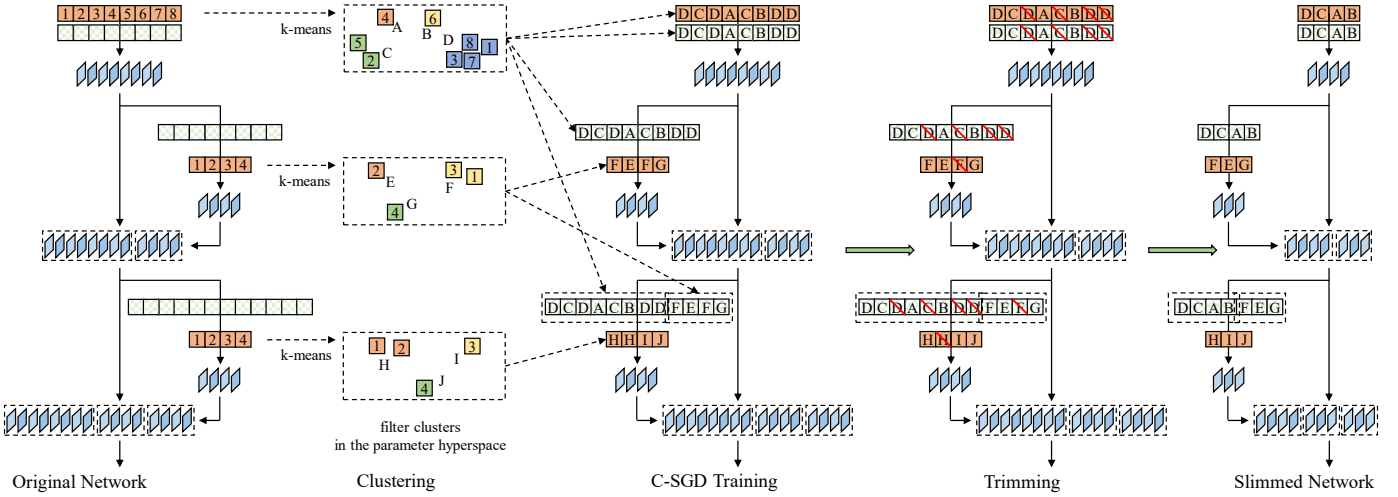 1 2 3 4 5 6 7 8
k-means
4
A
6
B
5
2
C
D
8
1
3
7
D C D A C B D D
D C D A C B D D
D C D A C B D D
D C D A C B D D
D C A B
D C A B
D C D A C B D D
D C D A C B D D
D C A B
1 2 3 4
k-means
2
E
3
1
F
4
G
F E F G
F E F G
F E G
D C D A C B D D F E F G
D C D A C B D D F E F G
D C A B F E G
1 2 3 4
k-means
1
2
H
3
I
4
J
H H I J
H H I J
H I J
filter clusters
in the parameter hyperspace
Original Network
Clustering
C-SGD Training
Trimming
Slimmed Network